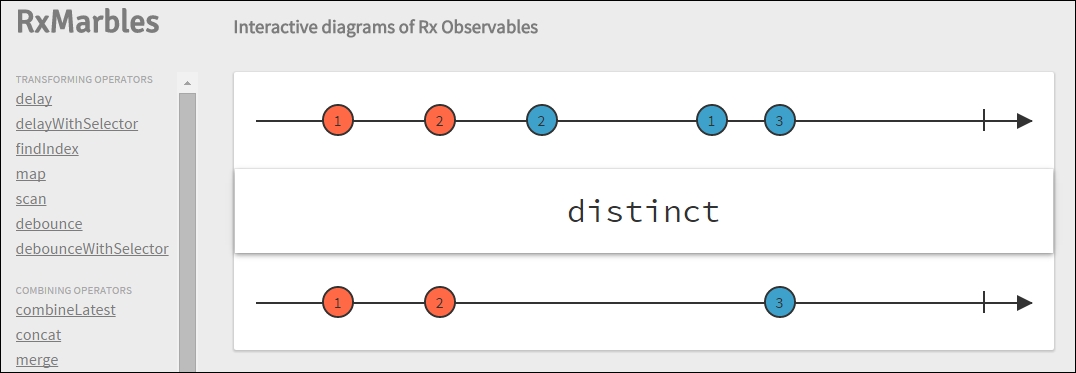 RxMarbles
Interactive diagrams of Rx Observables
TRANSFORMING OPERATORS
delay
delayWithSelector
findIndex
map
scan
debounce
debounceWithSelector
COMBINING OPERATORS
combineLatest
concat
merge
1 2 2 1 3
distinct
1 2 3